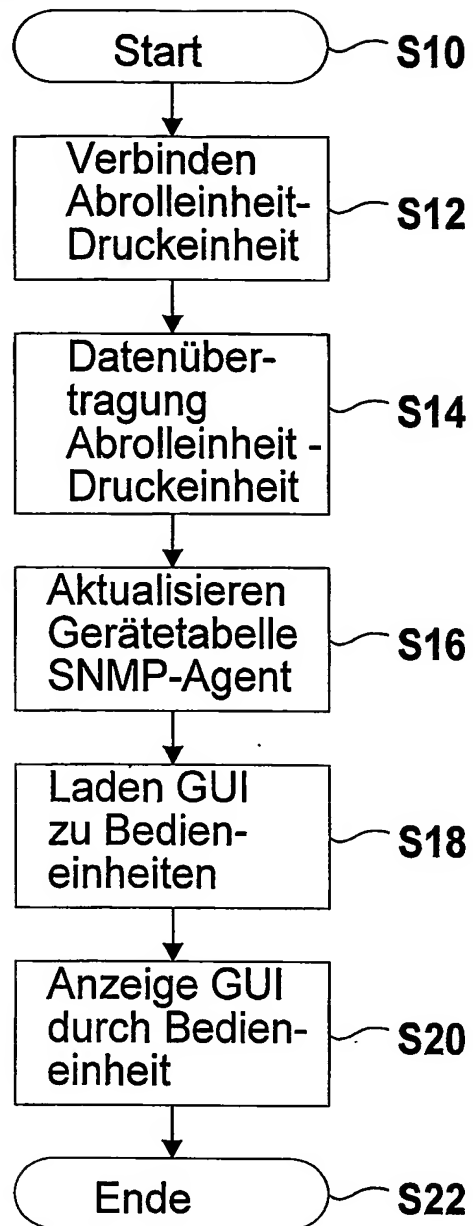 Start
S10
Verbinden
Abrolleinheit-
Druckeinheit
S12
Datenüber-
tragung
Abrolleinheit -
Druckeinheit
S14
Aktualisieren
Gerätetabelle
SNMP-Agent
S16
Laden GUI
zu Bedien-
einheiten
S18
Anzeige GUI
durch Bedien-
einheit
S20
Ende
S22